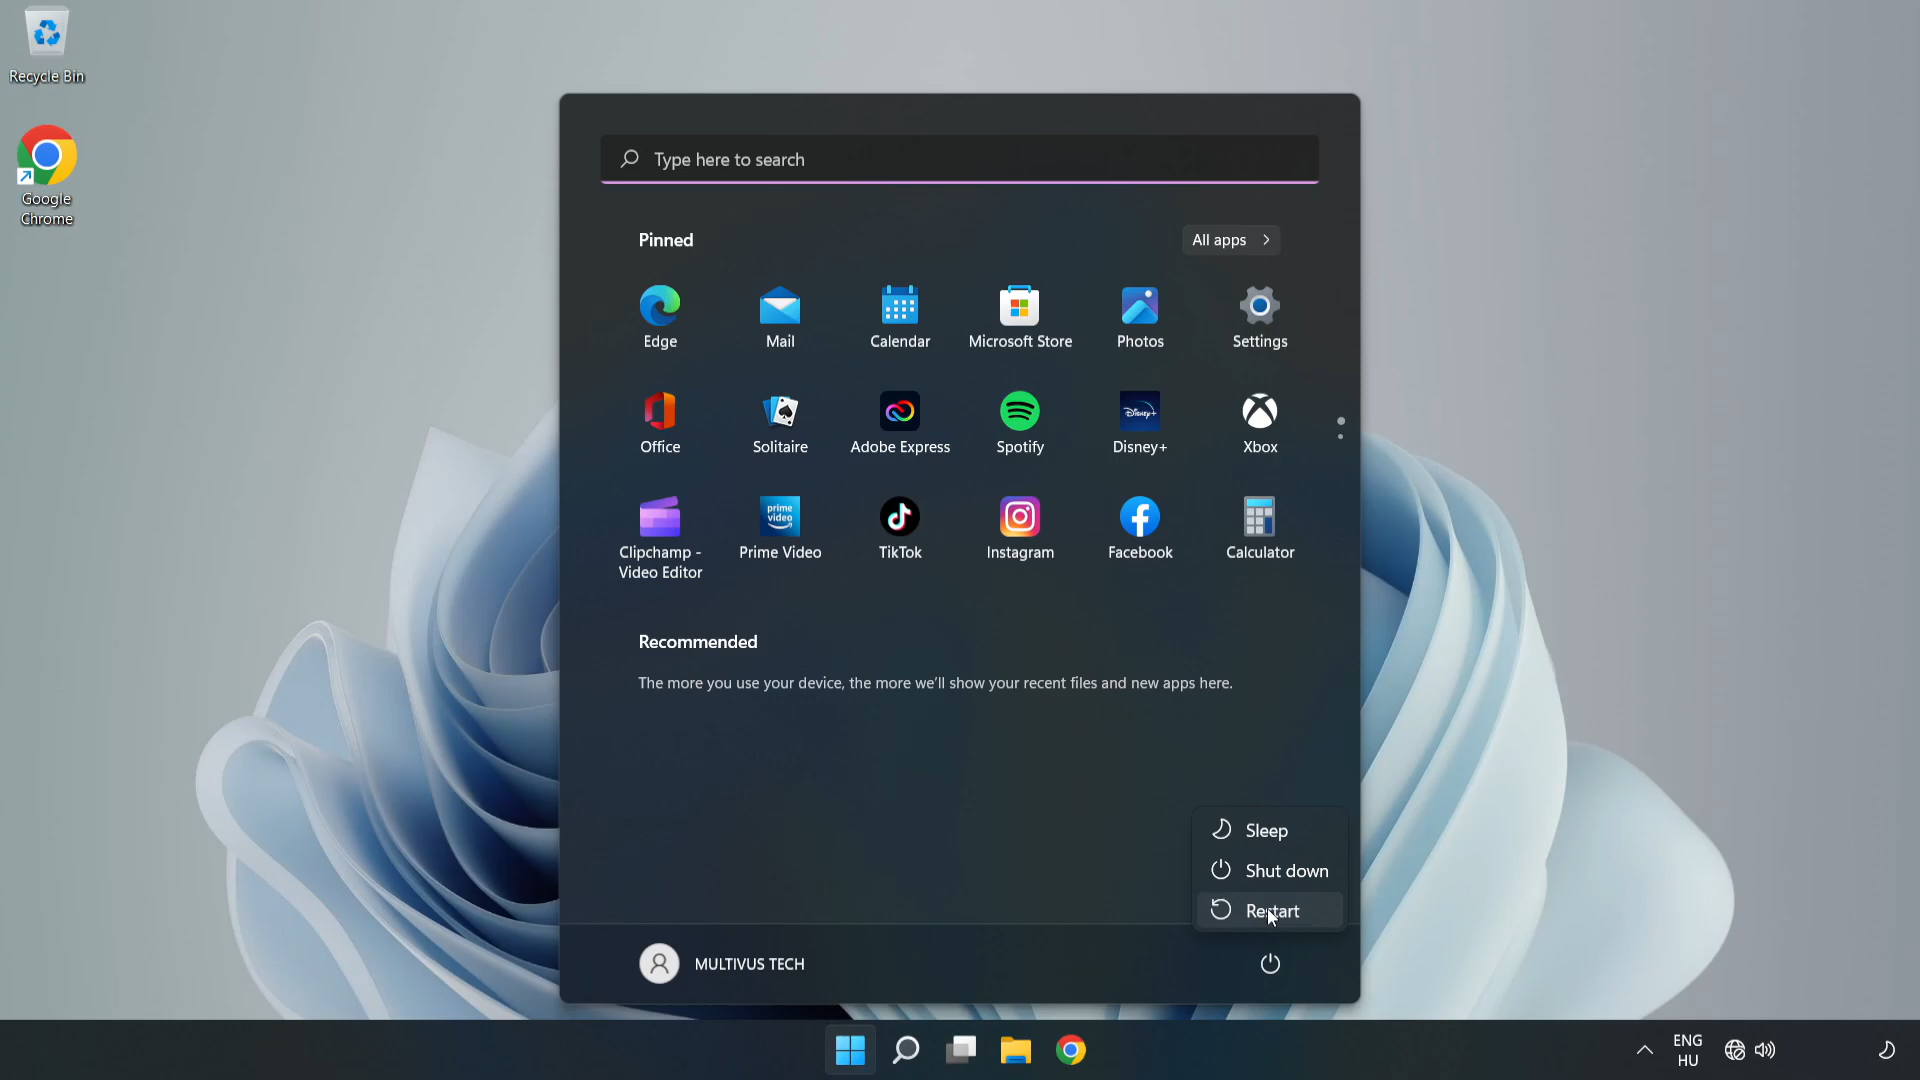 Recycle Bin
Google
Chrome
Type here to search
Pinned
All apps
Edge
Mail
Calendar
Microsoft Store
Photos
Settings
Office
Solitaire
Adobe Express
Spotify
Disney+
Disney+
Xbox
prime
video
Clipchamp -
Video Editor
Prime Video
TikTok
Instagram
Facebook
Calculator
Recommended
The more you use your device, the more we'll show your recent files and new apps here.
Sleep
Shut down
Restart
MULTIVUS TECH
ENG
HU